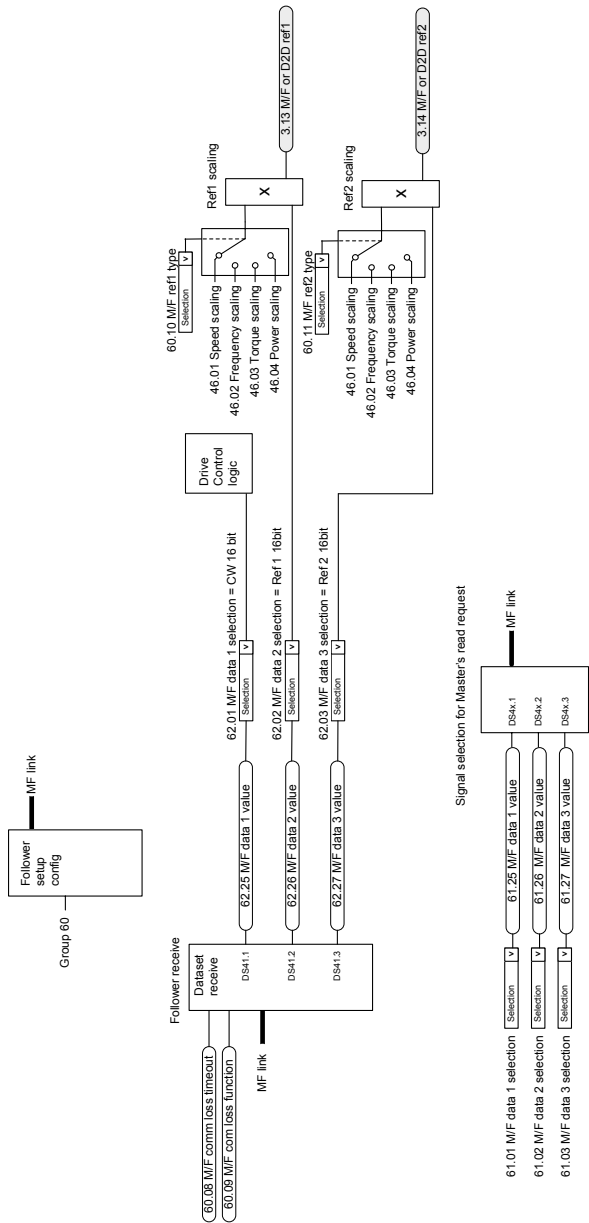 Group 60
Follower
setup
config
MF link
Follower receive
60.08 M/F comm loss timeout
60.09 M/F com loss function
MF link
Dataset
receive
DS41.1
DS41.2
DS41.3
62.25 M/F data 1 value
62.26 M/F data 2 value
62.27 M/F data 3 value
62.01 M/F data 1 selection = CW 16 bit
Selection
v
62.02 M/F data 2 selection = Ref 1 16bit
Selection
v
62.03 M/F data 3 selection = Ref 2 16bit
Selection
v
Drive
Control
logic
60.10 M/F ref1 type
Selection
v
46.01 Speed scaling
46.02 Frequency scaling
46.03 Torque scaling
46.04 Power scaling
Ref1 scaling
X
3.13 M/F or D2D ref1
60.11 M/F ref2 type
Selection
v
46.01 Speed scaling
46.02 Frequency scaling
46.03 Torque scaling
46.04 Power scaling
Ref2 scaling
X
3.14 M/F or D2D ref2
Signal selection for Master's read request
61.01 M/F data 1 selection
Selection
v
61.25 M/F data 1 value
DS4x.1
61.02 M/F data 2 selection
Selection
v
61.26 M/F data 2 value
DS4x.2
61.03 M/F data 3 selection
Selection
v
61.27 M/F data 3 value
DS4x.3
MF link